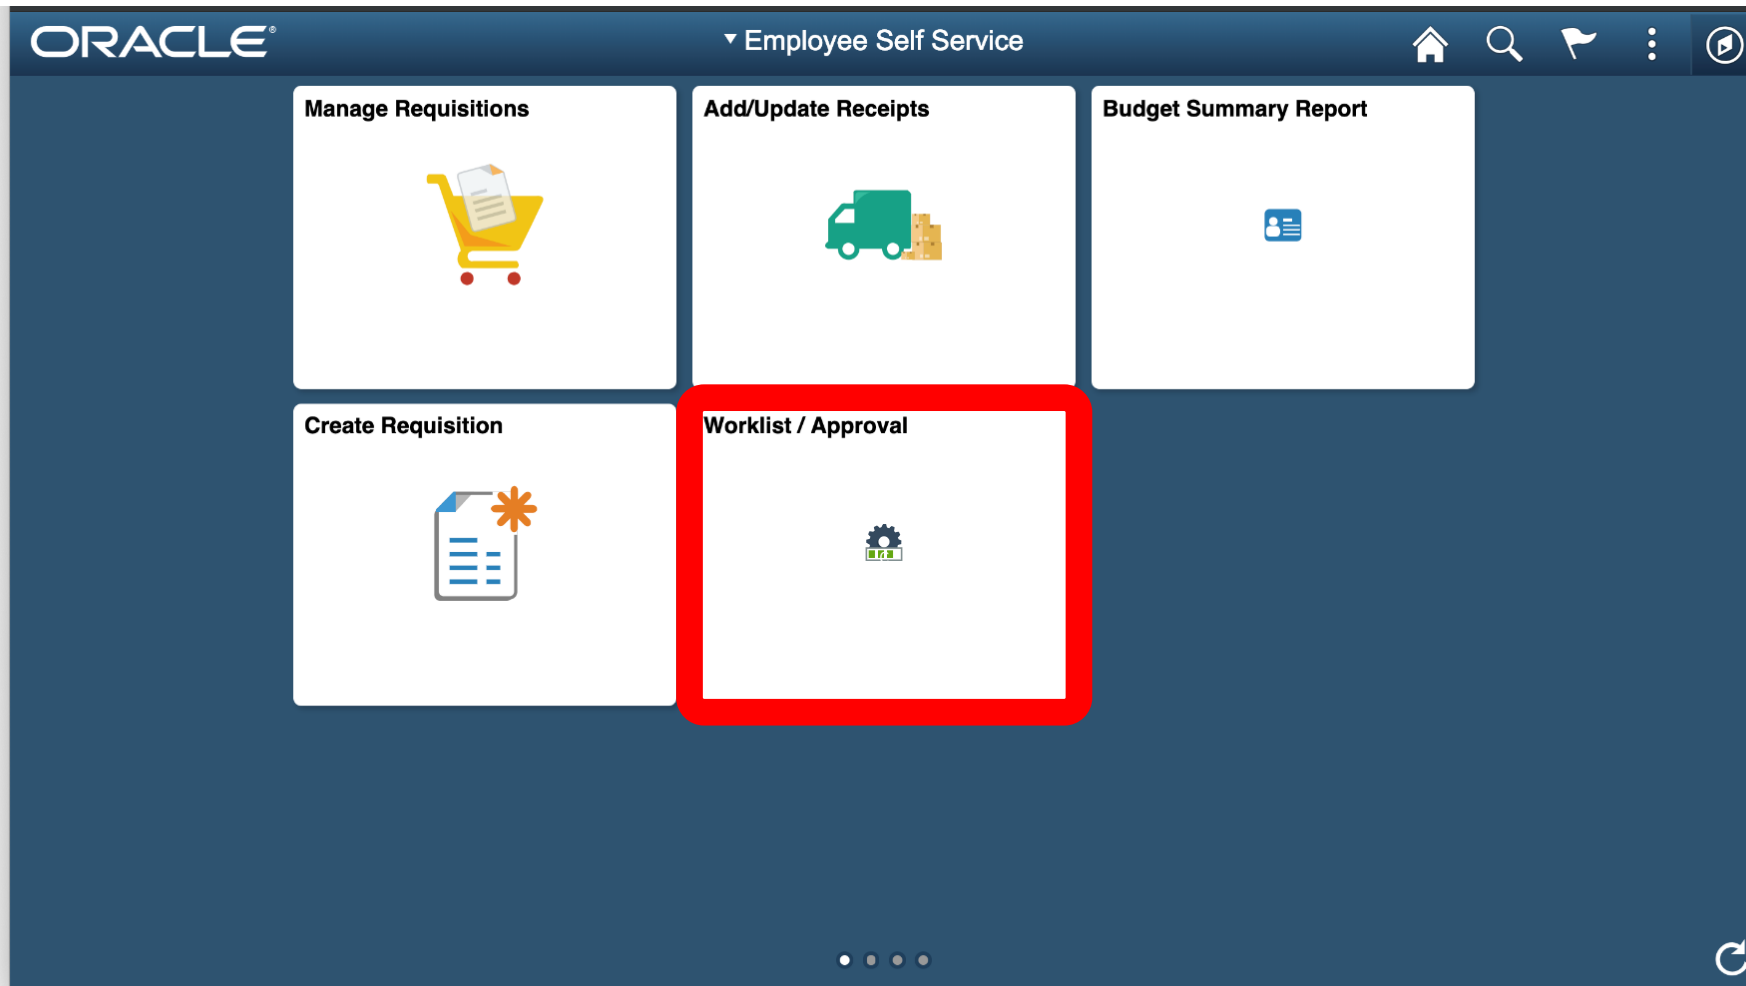 ORACLE®
Employee Self Service
Manage Requisitions
Add/Update Receipts
Budget Summary Report
Create Requisition
Worklist / Approval